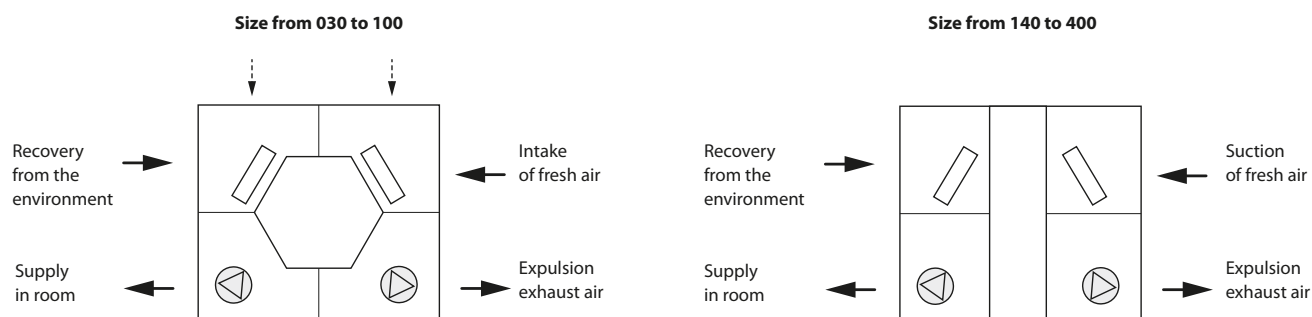 Size from 030 to 100
Recovery
from the
environment
Intake
of fresh air
Supply
in room
Expulsion
exhaust air
Size from 140 to 400
Recovery
from the
environment
Suction
of fresh air
Supply
in room
Expulsion
exhaust air